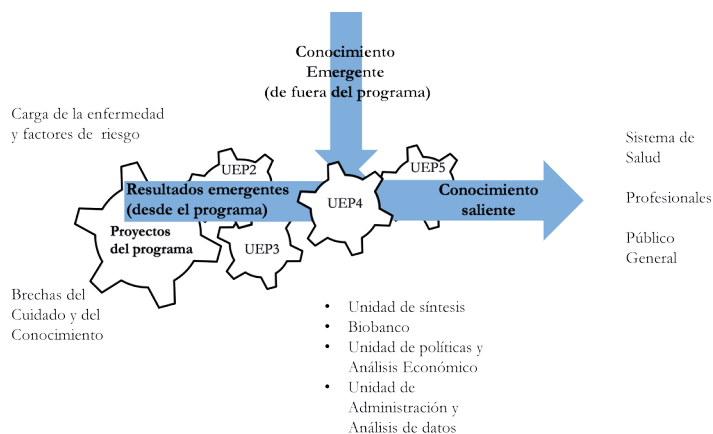 Conocimiento
Emergente
(de fuera del programa)
Carga de la enfermedad
y factores de riesgo
Sistema de
Salud
Profesionales
Público
General
UEP2
UEP5
Resultados emergentes
(desde el programa)
UEP4
Conocimiento
saliente
Proyectos
del programa
UEP3
Brechas del
Cuidado y del
Conocimiento
• Unidad de síntesis
• Biobanco
• Unidad de políticas y
Análisis Económico
• Unidad de
Administración y
Análisis de datos